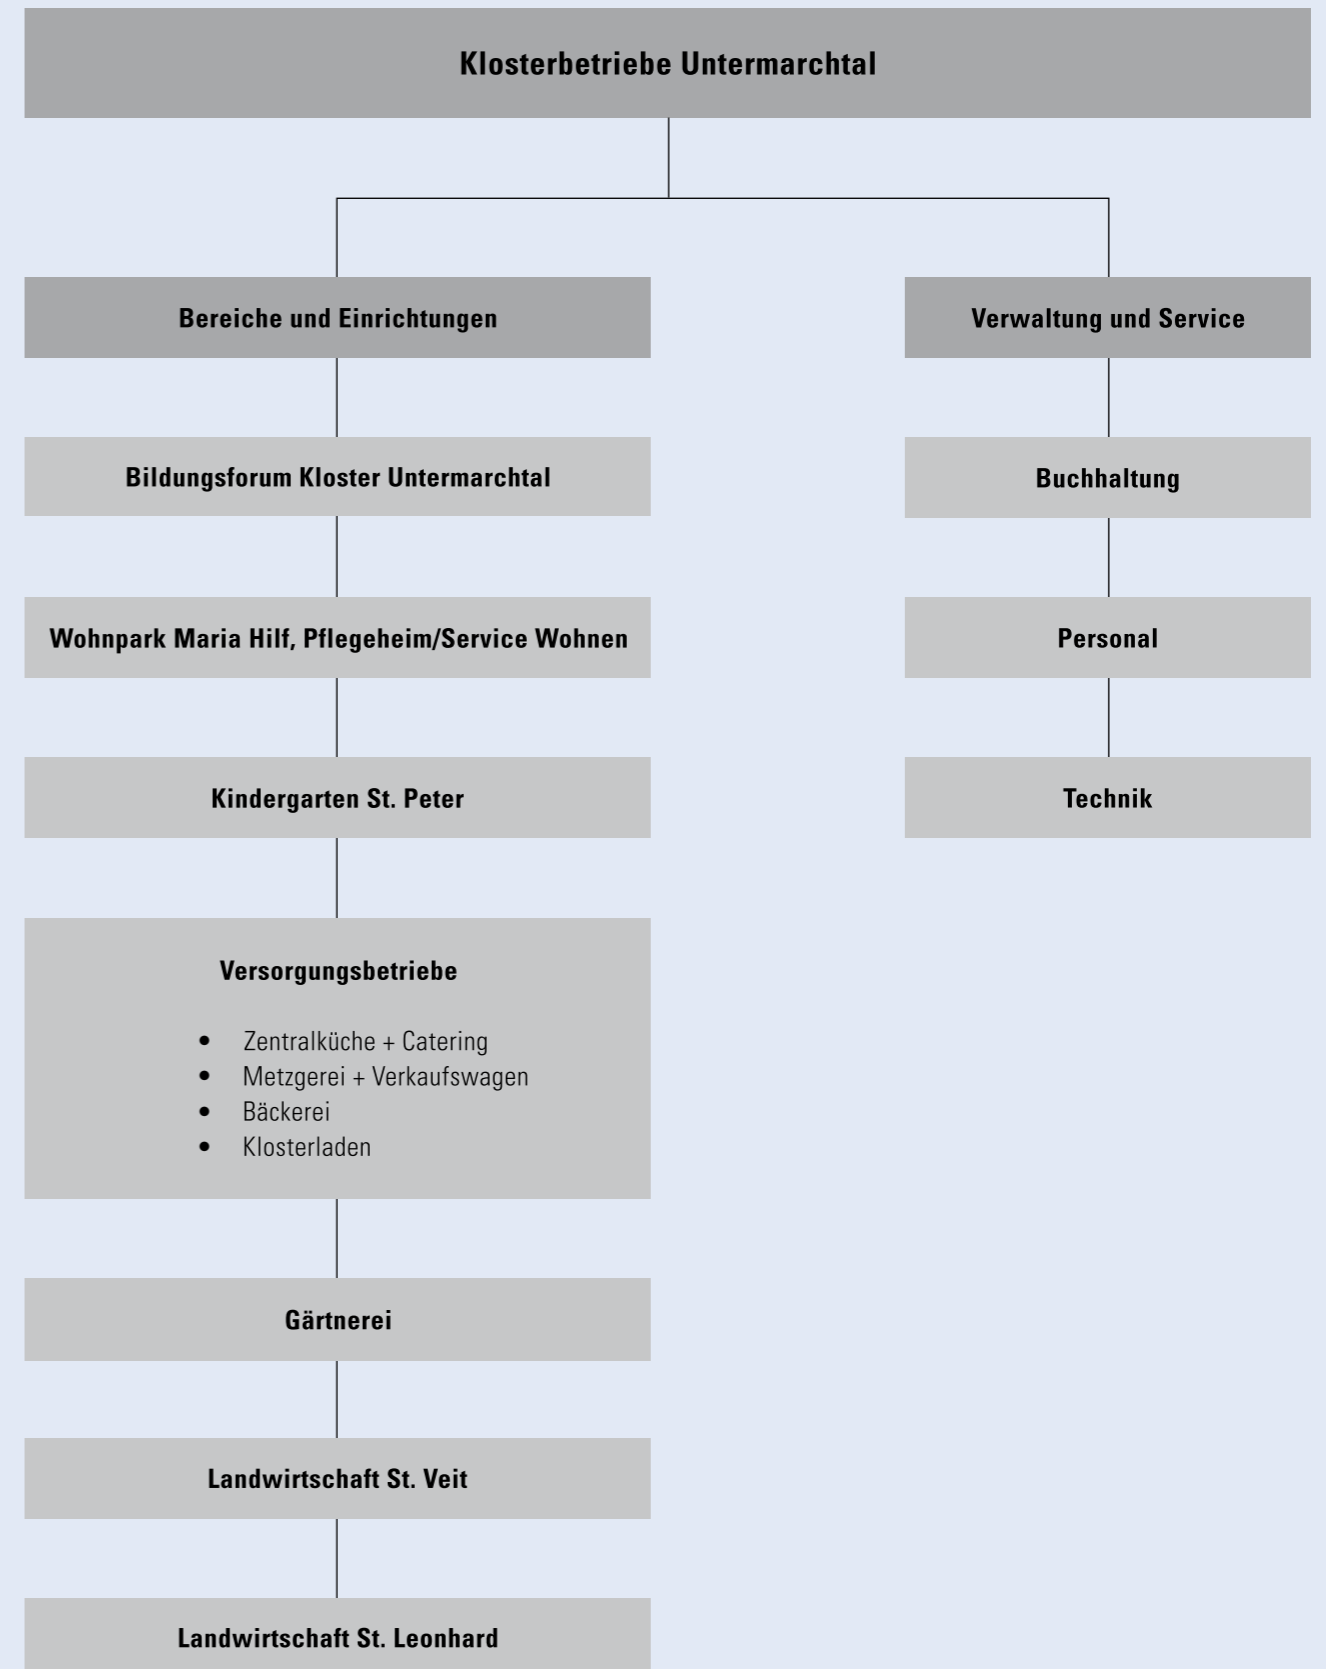 Klosterbetriebe Untermarchtal
Bereiche und Einrichtungen
Bildungsforum Kloster Untermarchtal
Wohnpark Maria Hilf, Pflegeheim/Service Wohnen
Kindergarten St. Peter
Versorgungsbetriebe
• Zentralküche + Catering
• Metzgerei + Verkaufswagen
• Bäckerei
• Klosterladen
Gärtnerei
Landwirtschaft St. Veit
Landwirtschaft St. Leonhard
Verwaltung und Service
Buchhaltung
Personal
Technik